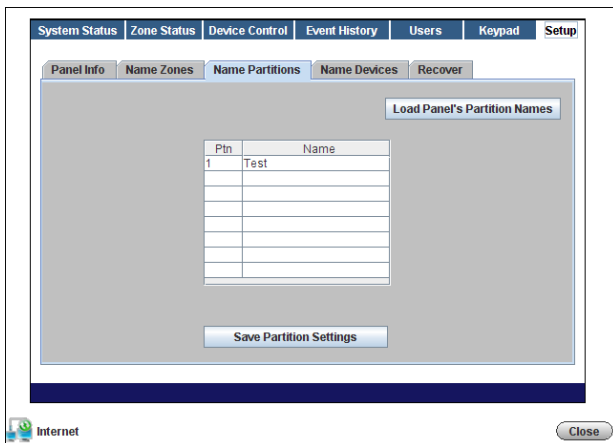 System Status Zone Status Device Control Event History Users Keypad Setup
Panel Info Name Zones Name Partitions Name Devices Recover
Load Panel's Partition Names
Ptn Name
1 Test
Save Partition Settings
Internet Close